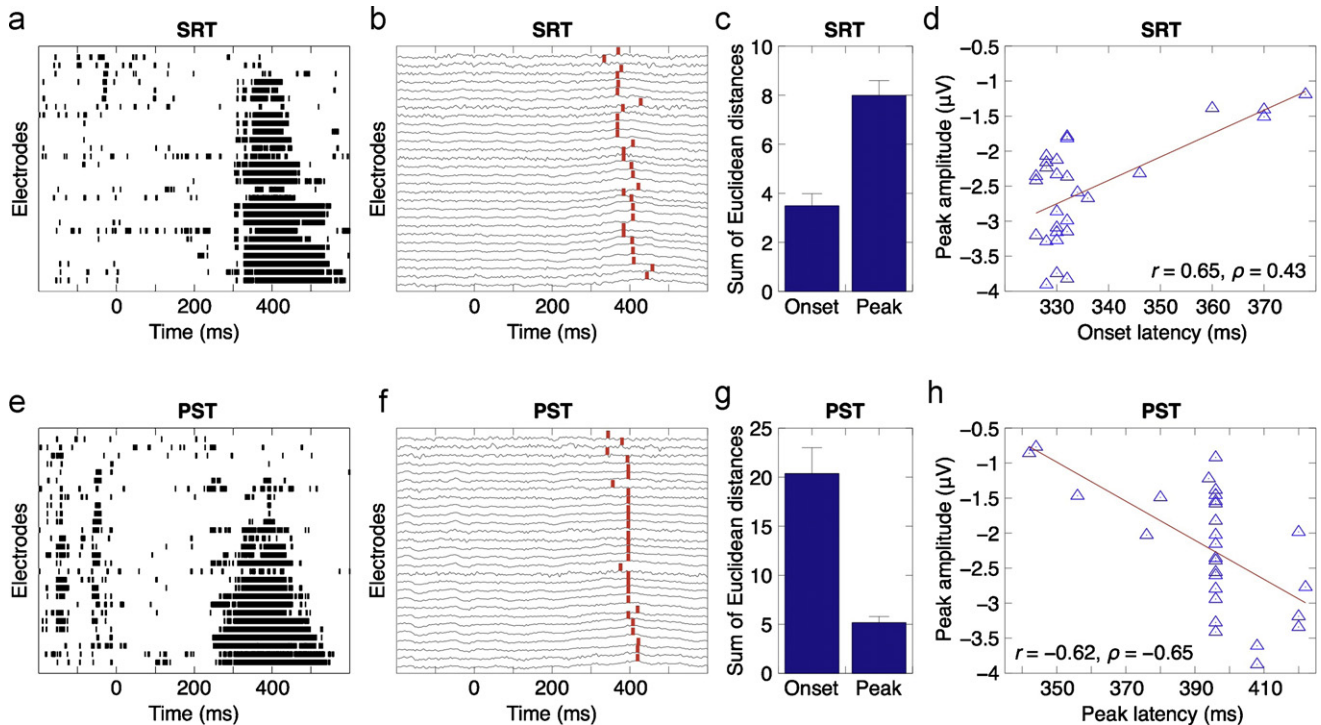 a
SRT
Electrodes
0 200 400
Time (ms)
b
SRT
Electrodes
0 200 400
Time (ms)
c
SRT
Sum of Euclidean distances
10
8
6
4
2
0
Onset Peak
d
SRT
Peak amplitude (µV)
−0.5
−1
−1.5
−2
−2.5
−3
−3.5
−4
r = 0.65, ρ = 0.43
330 340 350 360 370
Onset latency (ms)
e
PST
Electrodes
0 200 400
Time (ms)
f
PST
Electrodes
0 200 400
Time (ms)
g
PST
Sum of Euclidean distances
25
20
15
10
5
0
Onset Peak
h
PST
Peak amplitude (µV)
−0.5
−1
−1.5
−2
−2.5
−3
−3.5
−4
r = −0.62, ρ = −0.65
350 370 390 410
Peak latency (ms)